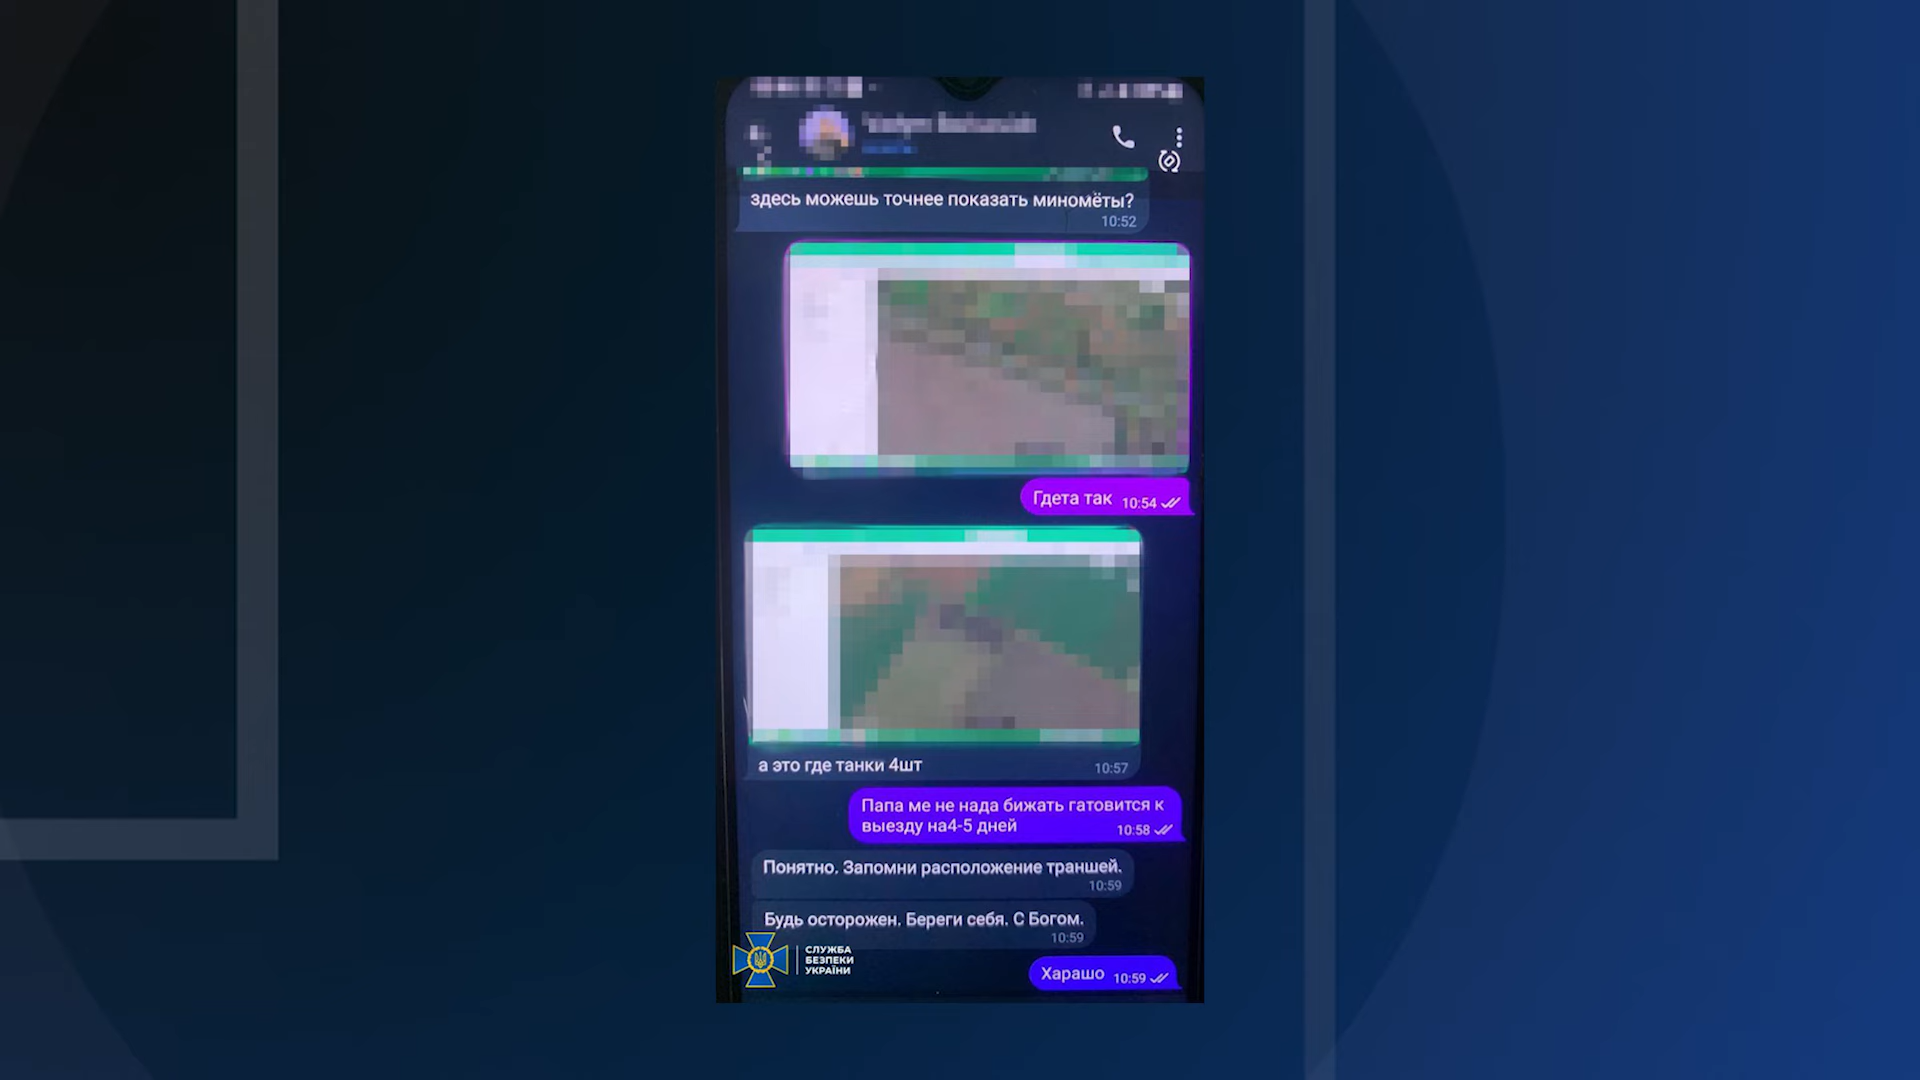 здесь можешь точнее показать миномёты?
10:52
Гдета так 10:54
а это где танки 4шт
10:57
Папа ме не нада бижать гатовится к
выезду на4-5 дней
10:58
Понятно. Запомни расположение траншей.
10:59
Будь осторожен. Береги себя. С Богом.
10:59
СЛУЖБА
БЕЗПЕКИ
УКРАЇНИ
Харашо 10:59